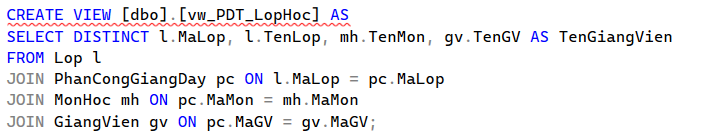 CREATE VIEW [dbo].[vw_PDT_LopHoc] AS
SELECT DISTINCT l.MaLop, l.TenLop, mh.TenMon, gv.TenGV AS TenGiangVien
FROM Lop l
JOIN PhanCongGiangDay pc ON l.MaLop = pc.MaLop
JOIN MonHoc mh ON pc.MaMon = mh.MaMon
JOIN GiangVien gv ON pc.MaGV = gv.MaGV;